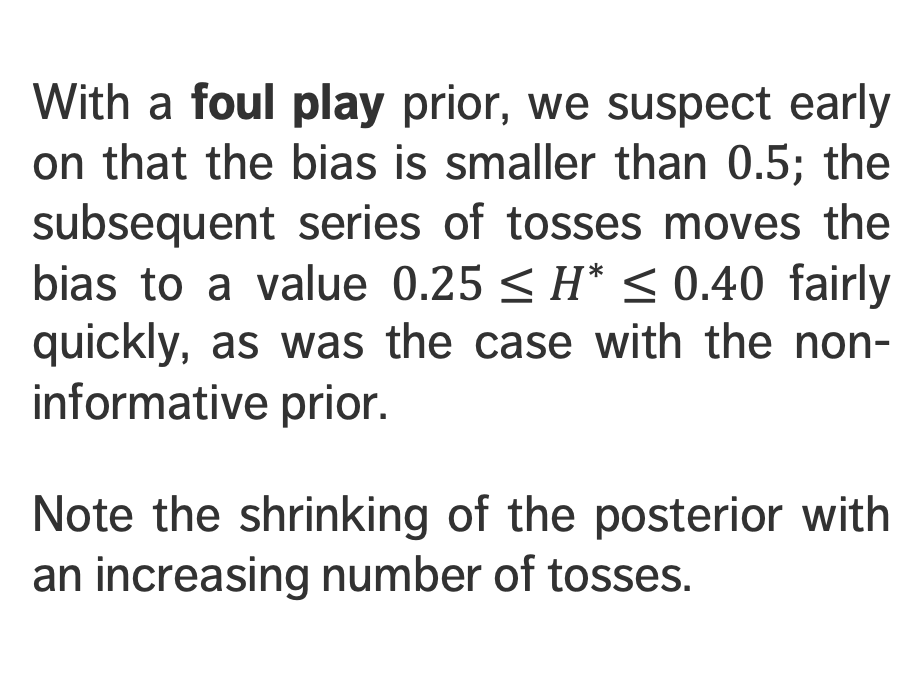 With a foul play prior, we suspect early
on that the bias is smaller than 0.5; the
subsequent series of tosses moves the
bias to a value 0.25 ≤ H* ≤ 0.40 fairly
quickly, as was the case with the non-
informative prior.
Note the shrinking of the posterior with
an increasing number of tosses.